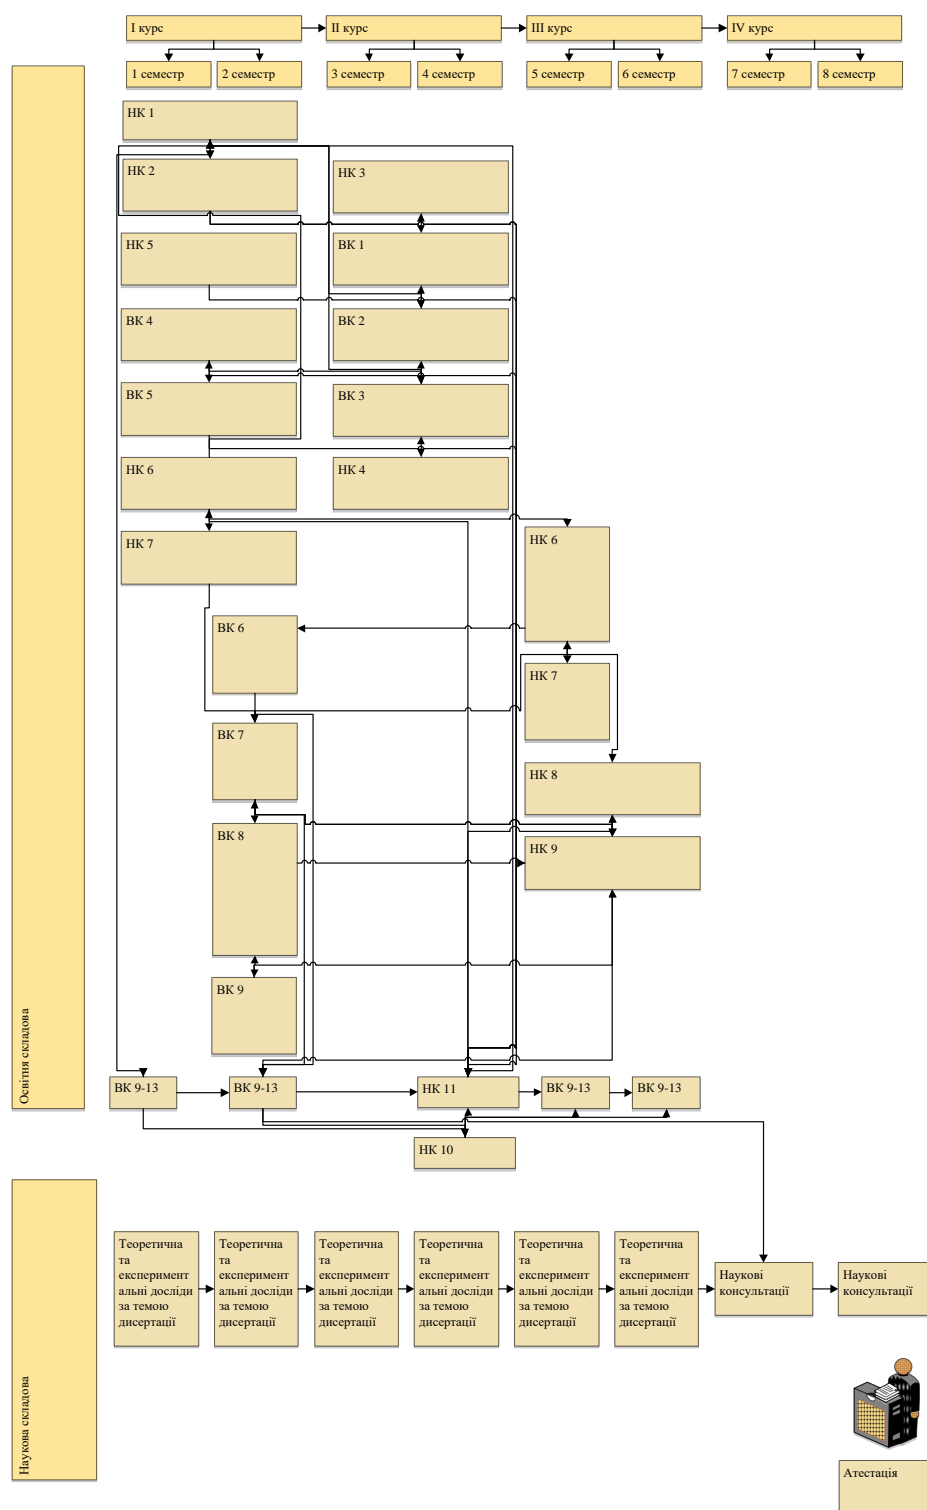 I курс
II курс
III курс
IV курс
1 семестр
2 семестр
3 семестр
4 семестр
5 семестр
6 семестр
7 семестр
8 семестр
Освітня складова
НК 1
НК 2
НК 3
НК 5
ВК 1
ВК 4
ВК 2
ВК 5
ВК 3
НК 6
НК 4
НК 7
НК 6
ВК 6
НК 7
ВК 7
НК 8
ВК 8
НК 9
ВК 9
ВК 9-13
ВК 9-13
НК 11
ВК 9-13
ВК 9-13
НК 10
Наукова складова
Теоретична
та
експеримент
альні досліди
за темою
дисертації
Теоретична
та
експеримент
альні досліди
за темою
дисертації
Теоретична
та
експеримент
альні досліди
за темою
дисертації
Теоретична
та
експеримент
альні досліди
за темою
дисертації
Теоретична
та
експеримент
альні досліди
за темою
дисертації
Теоретична
та
експеримент
альні досліди
за темою
дисертації
Наукові
консультації
Наукові
консультації
Атестація